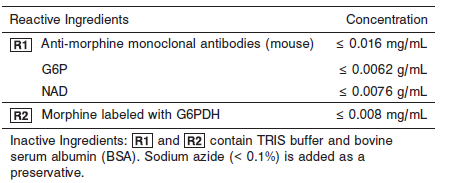 Reactive Ingredients Concentration
R1 Anti-morphine monoclonal antibodies (mouse) ≤ 0.016 mg/mL
G6P ≤ 0.0062 g/mL
NAD ≤ 0.0076 g/mL
R2 Morphine labeled with G6PDH ≤ 0.008 mg/mL
Inactive Ingredients: R1 and R2 contain TRIS buffer and bovine
serum albumin (BSA). Sodium azide (< 0.1%) is added as a
preservative.